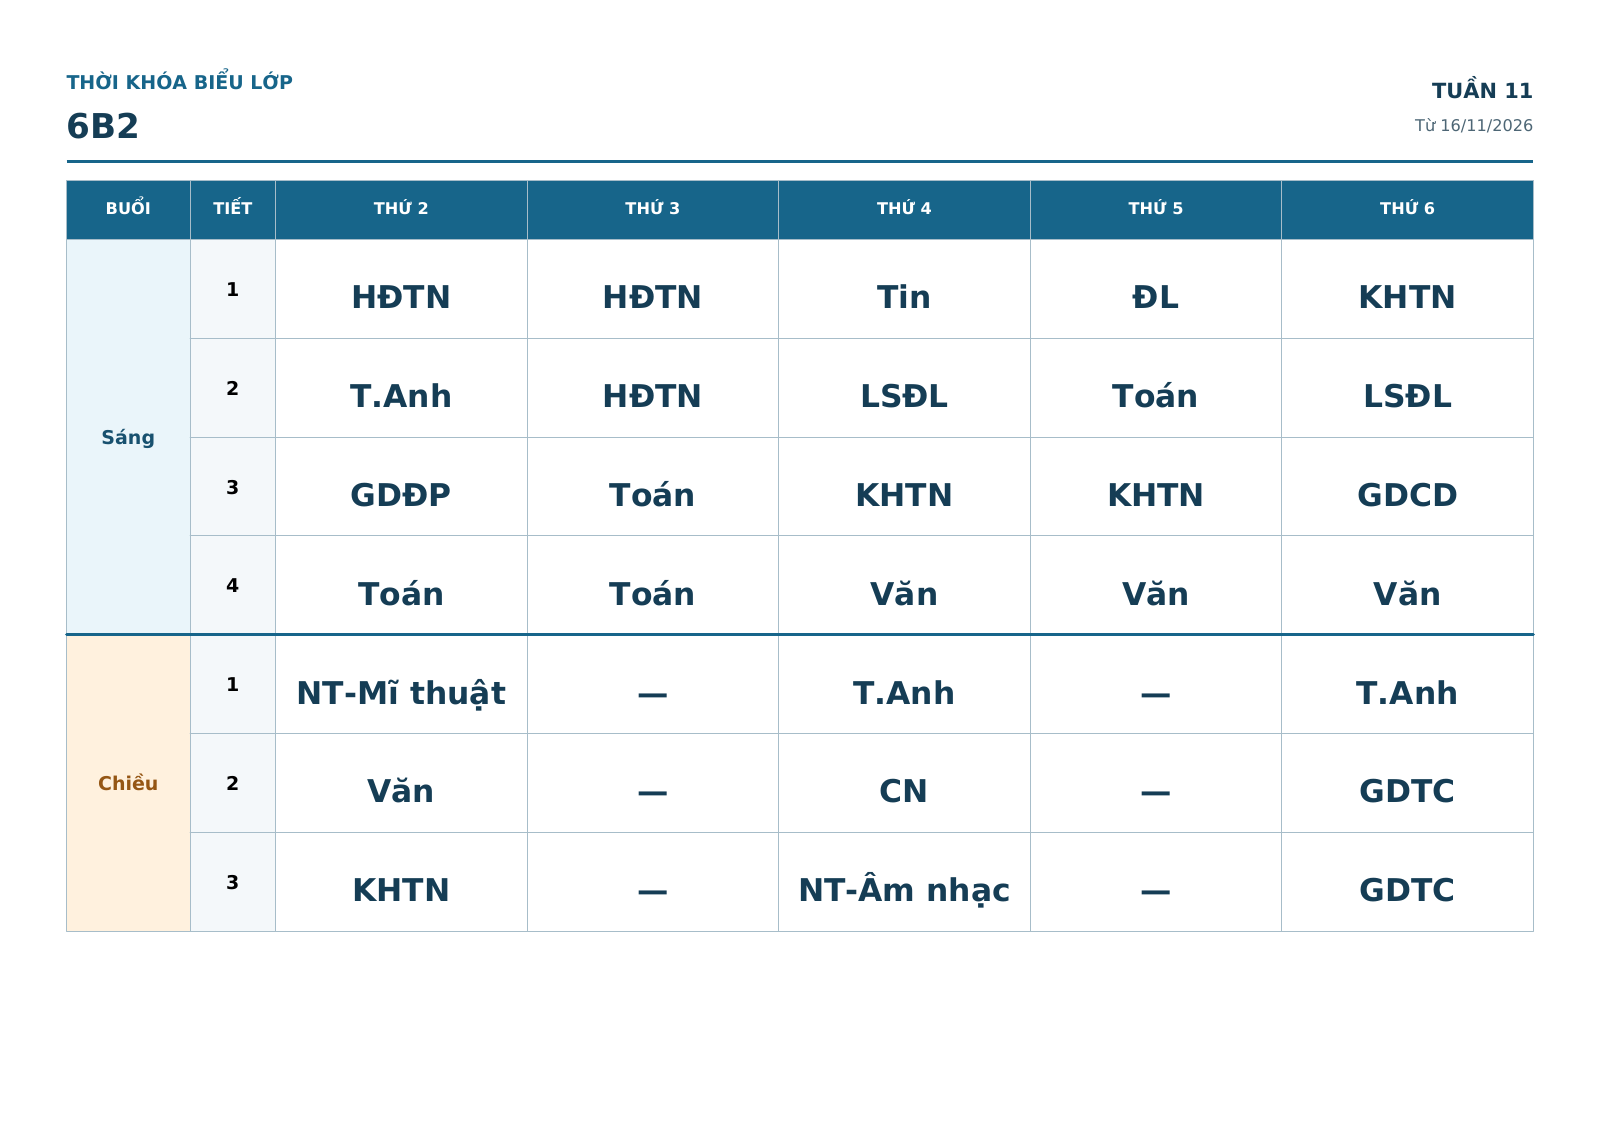 THỜI KHÓA BIỂU LỚP
6B2
TUẦN 11
Từ 16/11/2026
BUỔI TIẾT THỨ 2 THỨ 3 THỨ 4 THỨ 5 THỨ 6
Sáng
1 HĐTN HĐTN Tin ĐL KHTN
2 T.Anh HĐTN LSĐL Toán LSĐL
3 GDĐP Toán KHTN KHTN GDCD
4 Toán Toán Văn Văn Văn
Chiều
1 NT-Mĩ thuật — T.Anh — T.Anh
2 Văn — CN — GDTC
3 KHTN — NT-Âm nhạc — GDTC